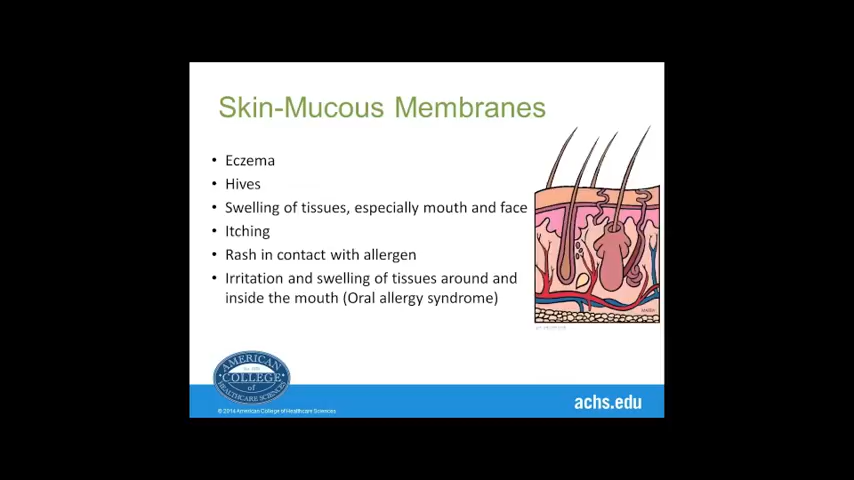 Skin-Mucous Membranes
• Eczema
• Hives
• Swelling of tissues, especially mouth and face
• Itching
• Rash in contact with allergen
• Irritation and swelling of tissues around and
inside the mouth (Oral allergy syndrome)
AMERICAN
COLLEGE
of
HEALTHCARE SCIENCES
© 2016 American College of Healthcare Sciences
achs.edu